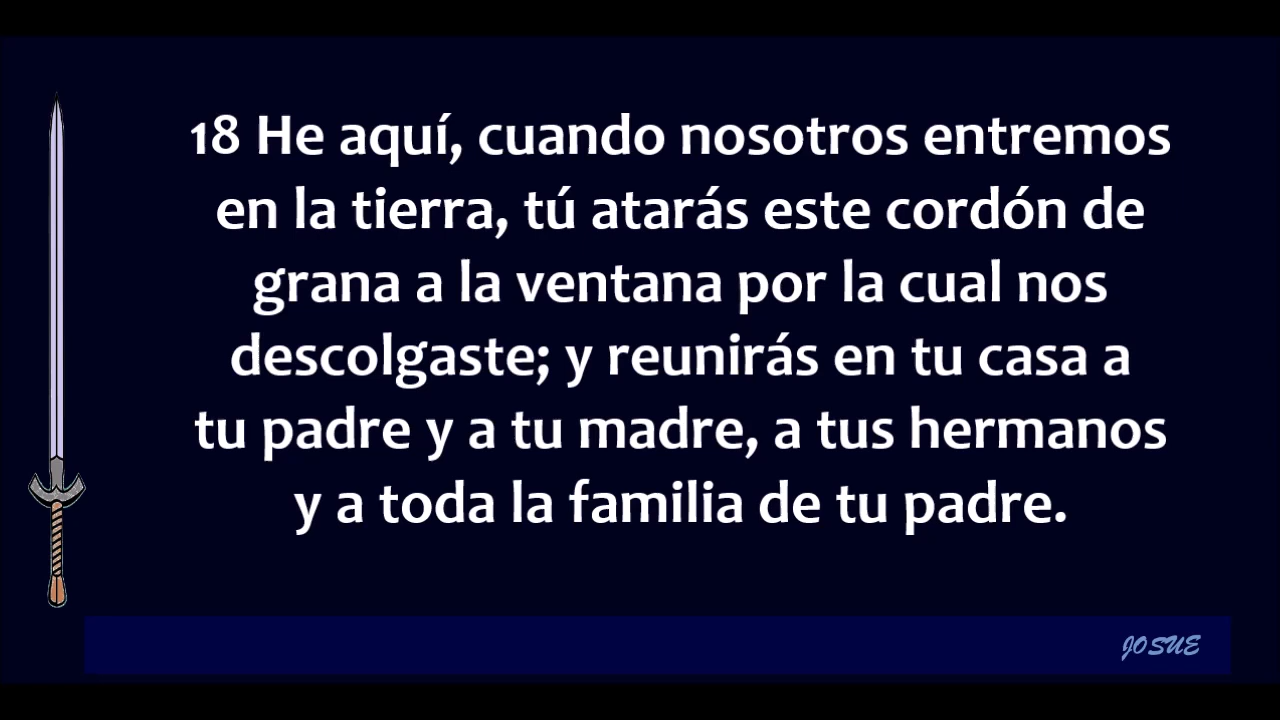 18 He aquí, cuando nosotros entremos
en la tierra, tú atarás este cordón de
grana a la ventana por la cual nos
descolgaste; y reunirás en tu casa a
tu padre y a tu madre, a tus hermanos
y a toda la familia de tu padre.
JOSUE